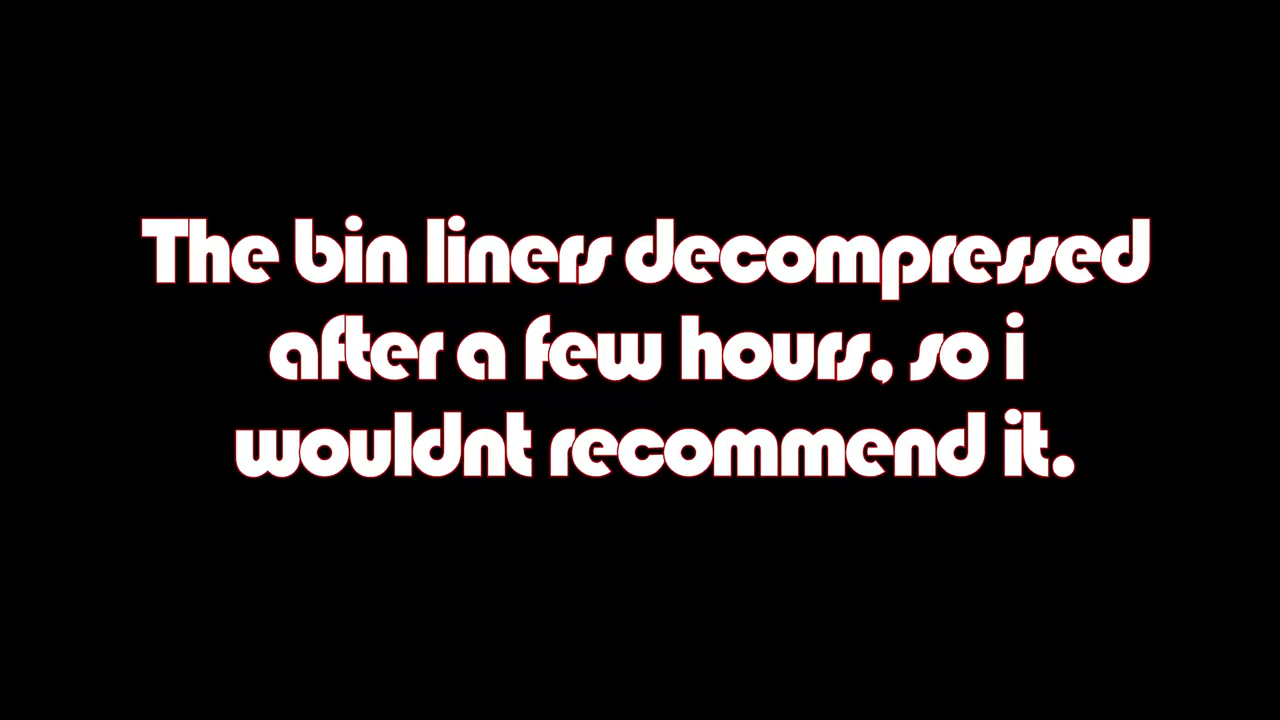 The bin liners decompressed
after a few hours, so i
wouldnt recommend it.